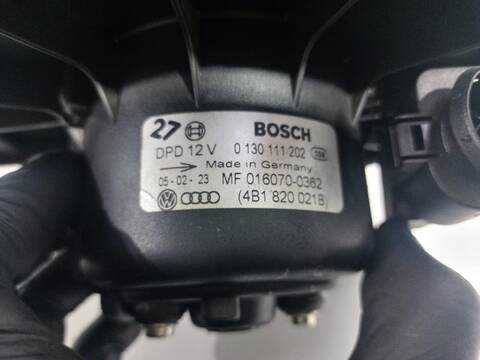 27 BOSCH
DPD 12 V 0 130 111 202
Made in Germany
05-02-23 MF 016070-0362
(4B1 820 021B)